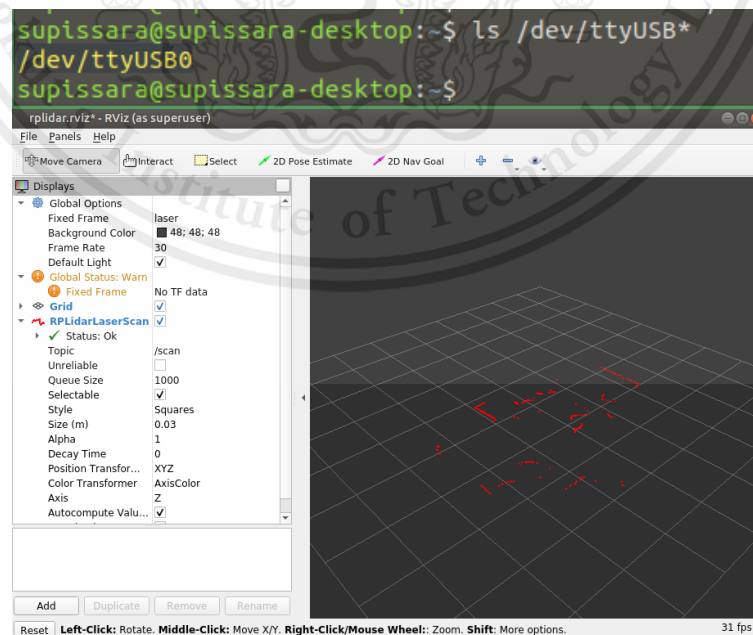 supissara@supissara-desktop:~$ ls /dev/ttyUSB*
/dev/ttyUSB0
supissara@supissara-desktop:~$
rplidar.rviz* - RViz (as superuser)
File Panels Help
Move Camera Interact Select 2D Pose Estimate 2D Nav Goal
Displays
Global Options
Fixed Frame laser
Background Color 48; 48; 48
Frame Rate 30
Default Light
Global Status: Warn
Fixed Frame No TF data
Grid
RPLidarLaserScan
Status: Ok
Topic /scan
Unreliable
Queue Size 1000
Selectable
Style Squares
Size (m) 0.03
Alpha 1
Decay Time 0
Position Transfor... XYZ
Color Transformer AxisColor
Axis Z
Autocompute Valu...
Add Duplicate Remove Rename
Reset Left-Click: Rotate. Middle-Click: Move X/Y. Right-Click/Mouse Wheel:: Zoom. Shift: More options. 31 fps
Institute of Technology